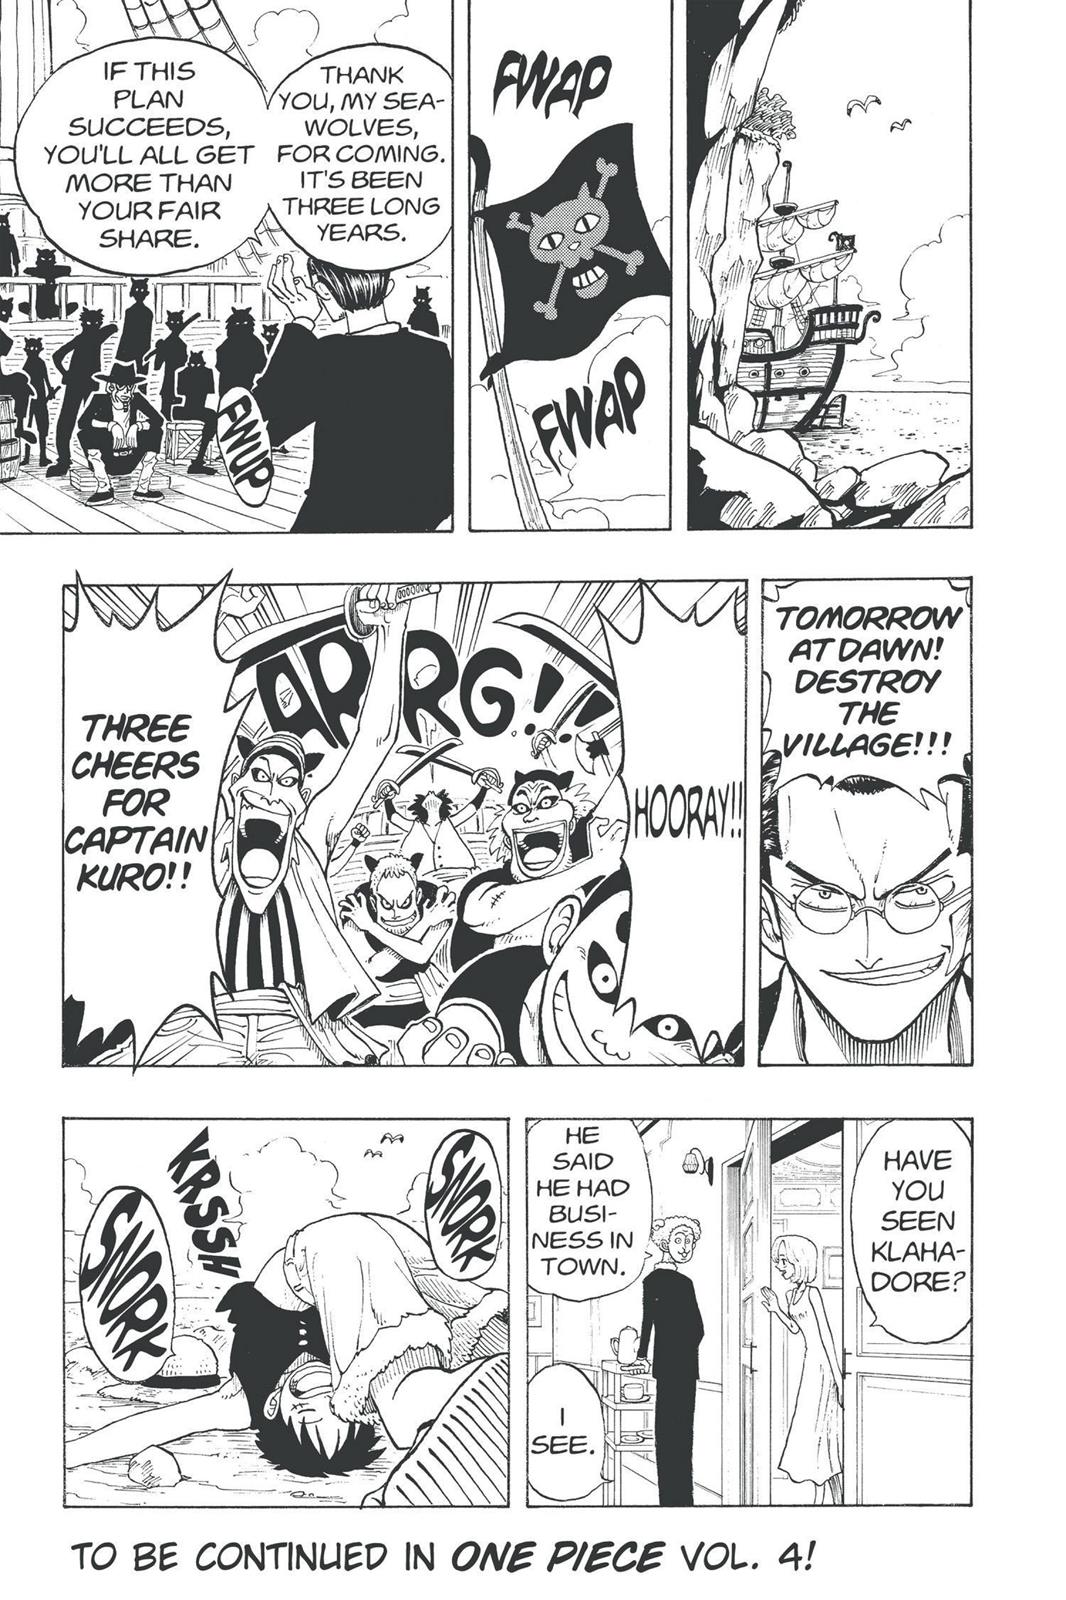 FWAP
FWAP
THANK
YOU, MY SEA-
WOLVES,
FOR COMING.
IT'S BEEN
THREE LONG
YEARS.
IF THIS
PLAN
SUCCEEDS,
YOU'LL ALL GET
MORE THAN
YOUR FAIR
SHARE.
FWUP
TOMORROW
AT DAWN!
DESTROY
THE
VILLAGE!!!
HOORAY!!
ARRRG!!!
THREE
CHEERS
FOR
CAPTAIN
KURO!!
HAVE
YOU
SEEN
KLAHA-
DORE?
HE
SAID
HE HAD
BUSI-
NESS IN
TOWN.
I
SEE.
SNORK
KRSSH
SNORK
TO BE CONTINUED IN ONE PIECE VOL. 4!